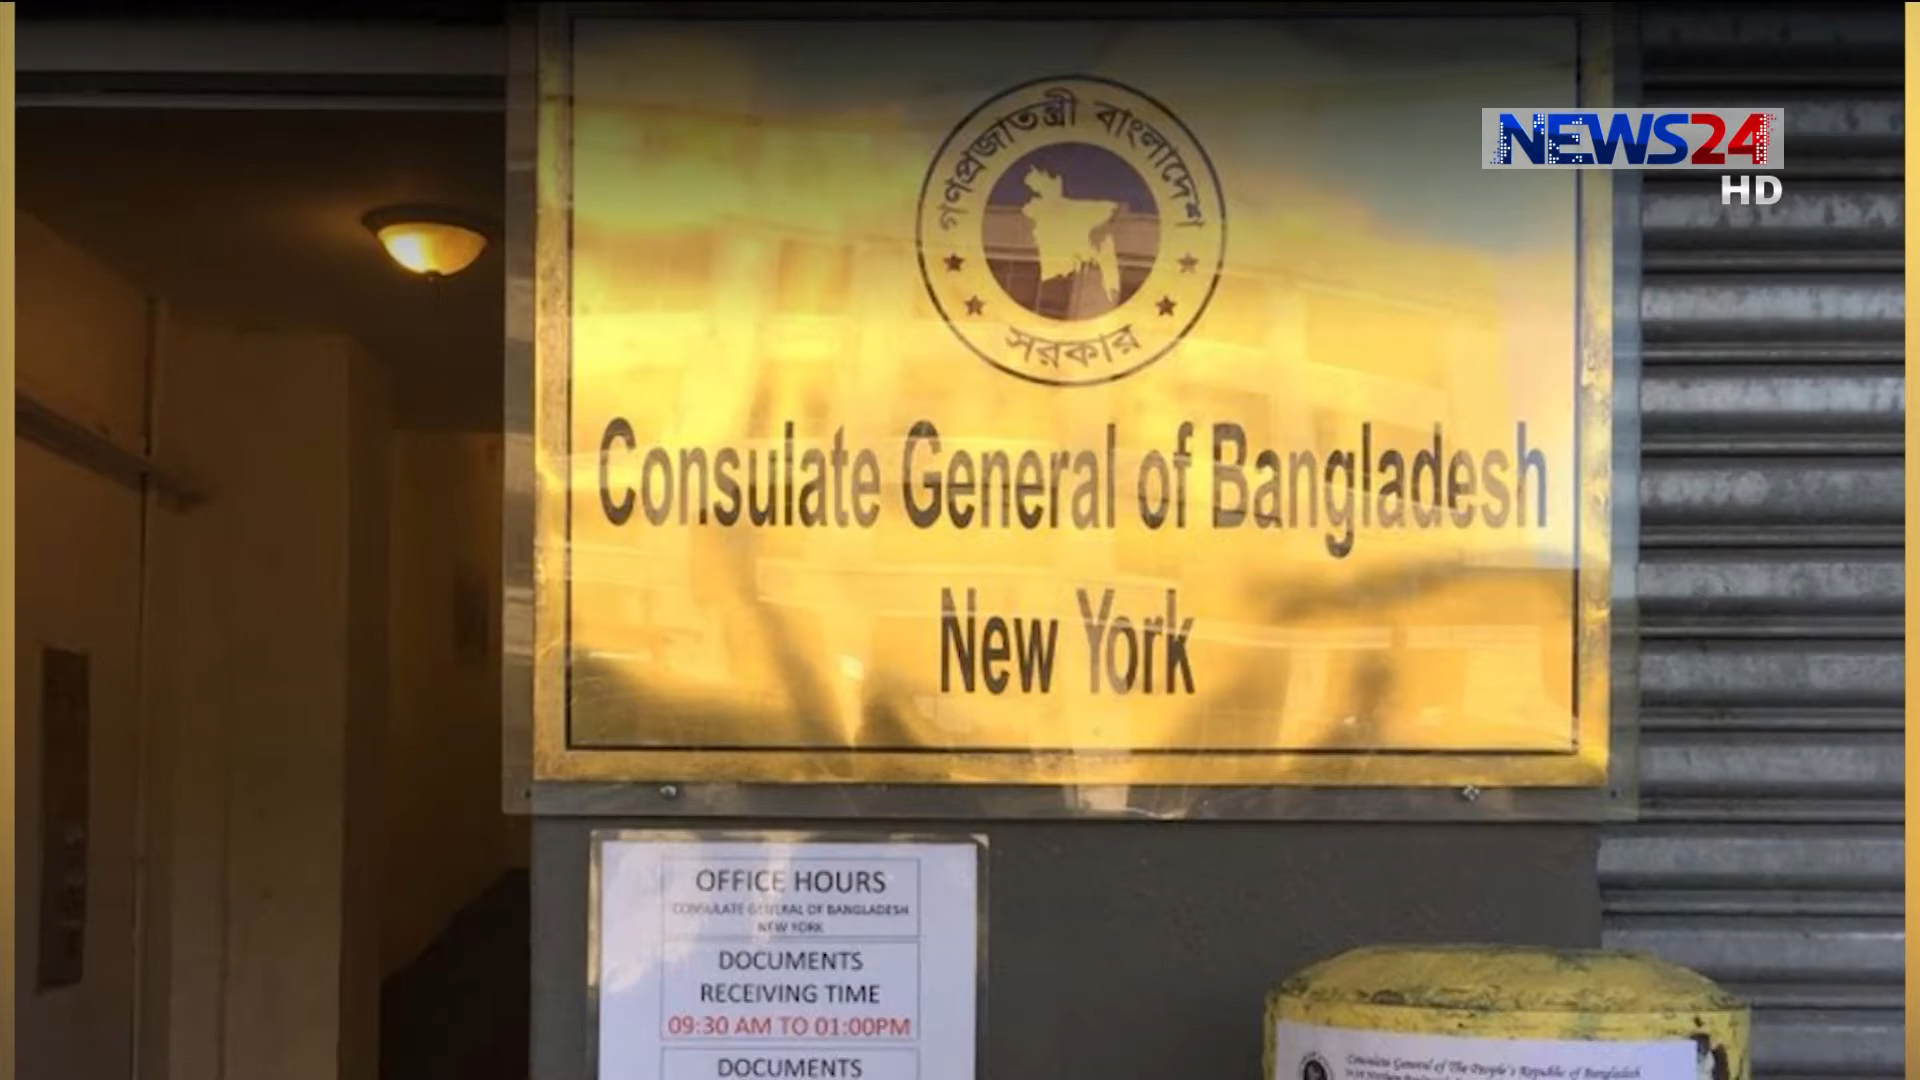 গণপ্রজাতন্ত্রী বাংলাদেশ
সরকার
NEWS24
HD
Consulate General of Bangladesh
New York
OFFICE HOURS
CONSULATE GENERAL OF BANGLADESH
NEW YORK
DOCUMENTS
RECEIVING TIME
09:30 AM TO 01:00PM
DOCUMENTS
Consulate General of The People's Republic of Bangladesh